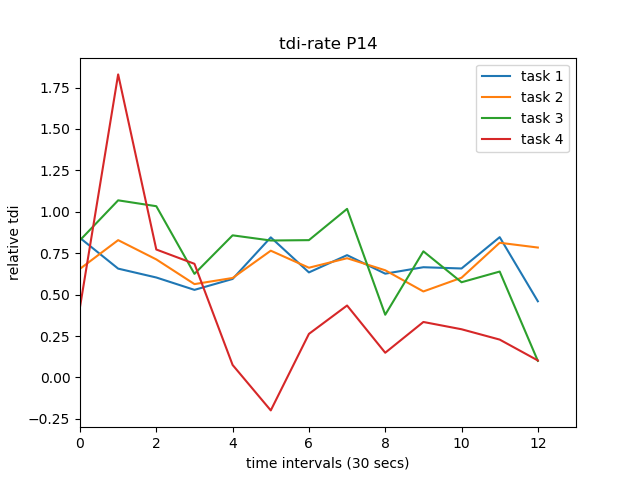 tdi-rate P14
task 1
task 2
task 3
task 4
relative tdi
1.75
1.50
1.25
1.00
0.75
0.50
0.25
0.00
−0.25
0 2 4 6 8 10 12
time intervals (30 secs)